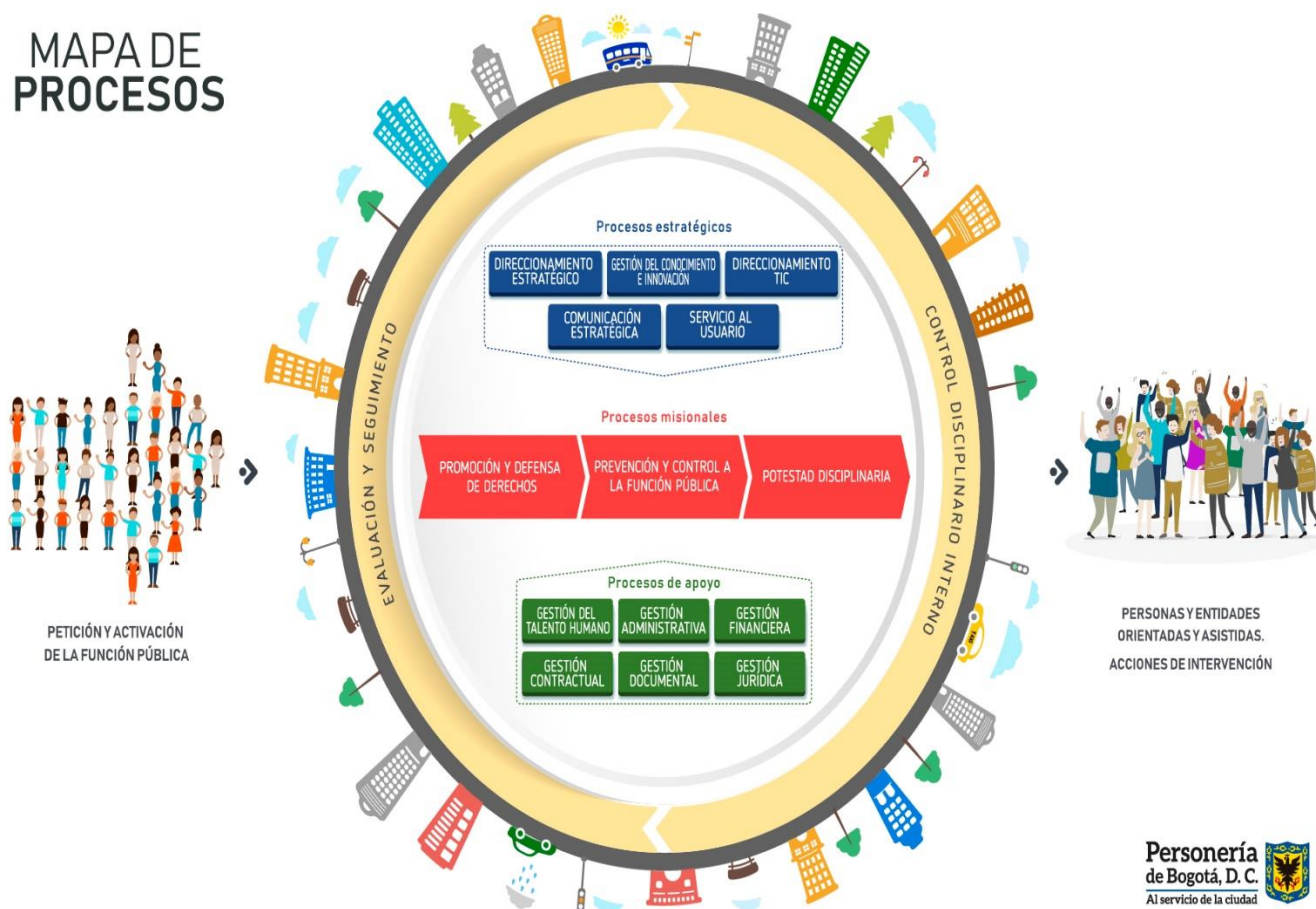 MAPA DE
PROCESOS
Procesos estratégicos
DIRECCIONAMIENTO
ESTRATÉGICO
GESTIÓN DEL CONOCIMIENTO
E INNOVACIÓN
DIRECCIONAMIENTO
TIC
COMUNICACIÓN
ESTRATÉGICA
SERVICIO AL
USUARIO
EVALUACIÓN Y SEGUIMIENTO
CONTROL DISCIPLINARIO INTERNO
Procesos misionales
PROMOCIÓN Y DEFENSA
DE DERECHOS
PREVENCIÓN Y CONTROL A
LA FUNCIÓN PÚBLICA
POTESTAD DISCIPLINARIA
Procesos de apoyo
GESTIÓN DEL
TALENTO HUMANO
GESTIÓN
ADMINISTRATIVA
GESTIÓN
FINANCIERA
GESTIÓN
CONTRACTUAL
GESTIÓN
DOCUMENTAL
GESTIÓN
JURÍDICA
PETICIÓN Y ACTIVACIÓN
DE LA FUNCIÓN PÚBLICA
PERSONAS Y ENTIDADES
ORIENTADAS Y ASISTIDAS.
ACCIONES DE INTERVENCIÓN
TAXI
Personería
de Bogotá, D. C.
Al servicio de la ciudad